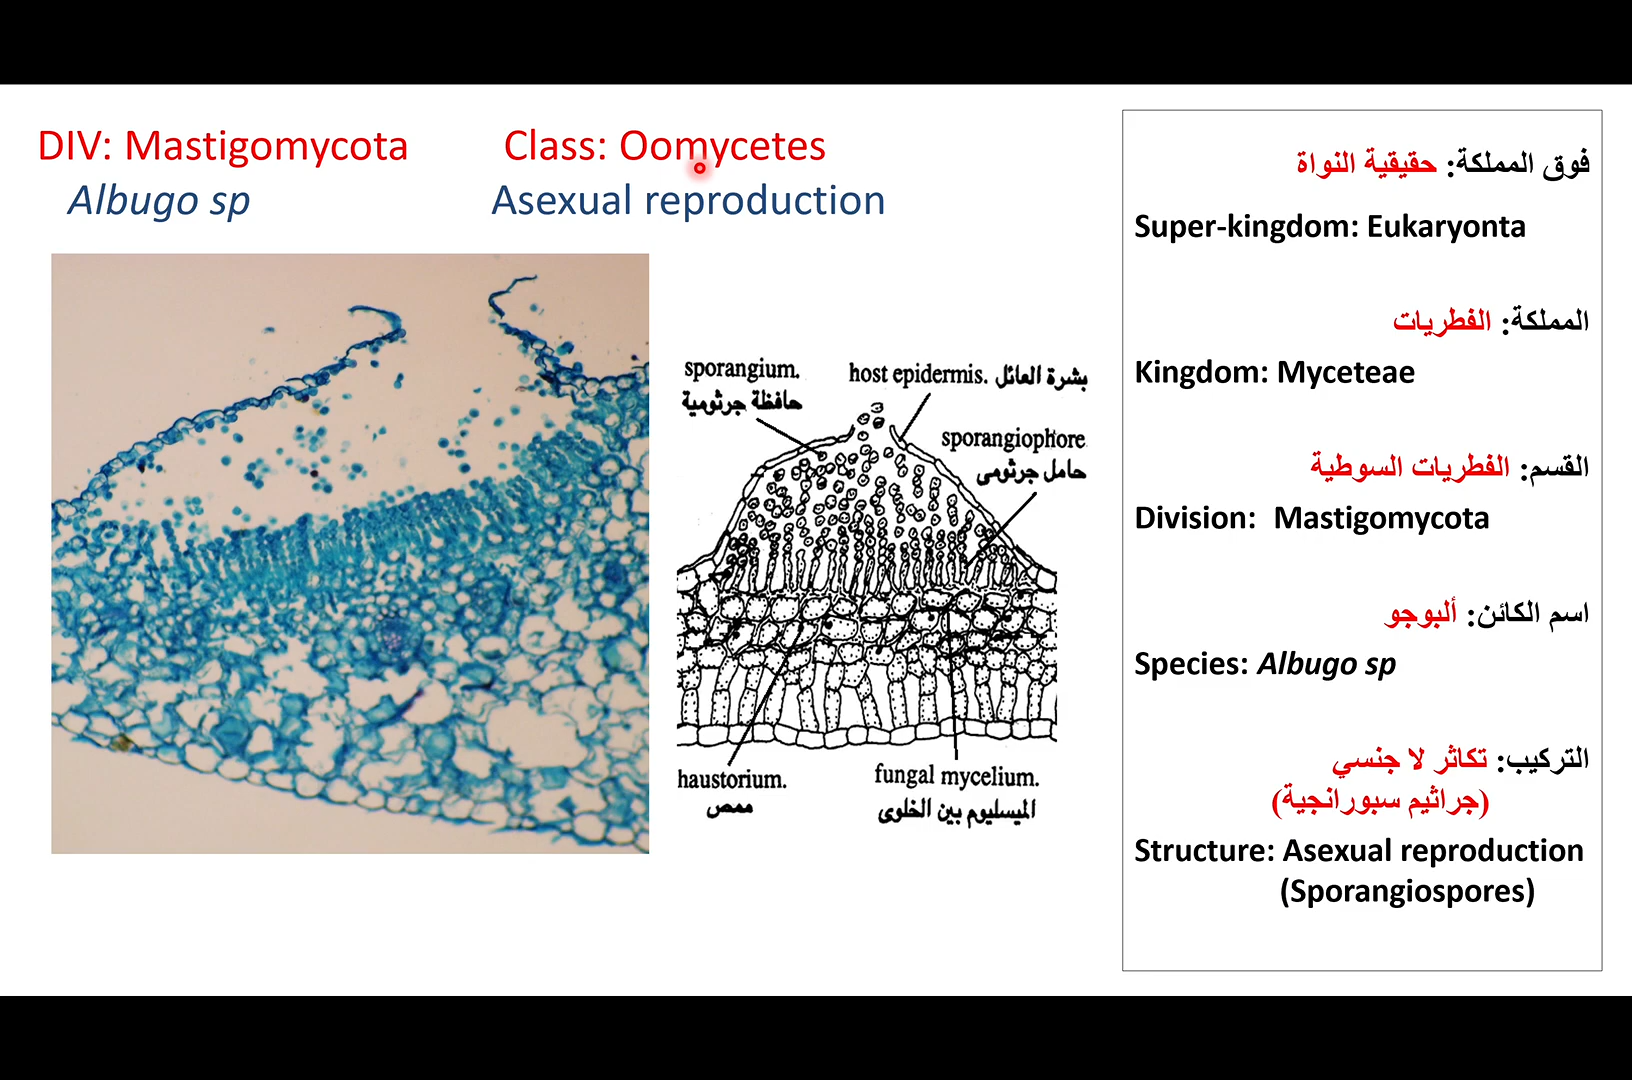 DIV: Mastigomycota
Class: Oomycetes
Albugo sp
Asexual reproduction
sporangium.
حافظة جرثومية
host epidermis. بشرة العائل
sporangiophore
حامل جرثومى
haustorium.
ممص
fungal mycelium.
الميسليوم بين الخلوى
فوق المملكة: حقيقية النواة
Super-kingdom: Eukaryonta
المملكة: الفطريات
Kingdom: Myceteae
القسم: الفطريات السوطية
Division: Mastigomycota
اسم الكائن: ألبوجو
Species: Albugo sp
التركيب: تكاثر لا جنسي
(جراثيم سبورانجية)
Structure: Asexual reproduction
(Sporangiospores)